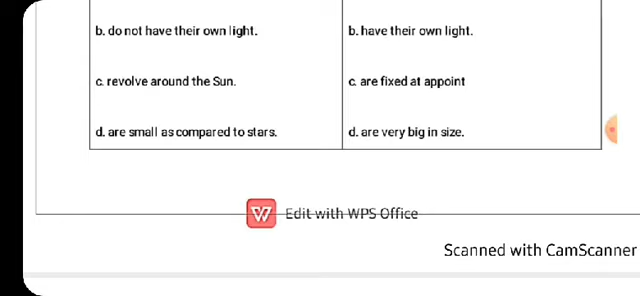 b. do not have their own light.
b. have their own light.
c. revolve around the Sun.
c. are fixed at appoint
d. are small as compared to stars.
d. are very big in size.
Edit with WPS Office
Scanned with CamScanner